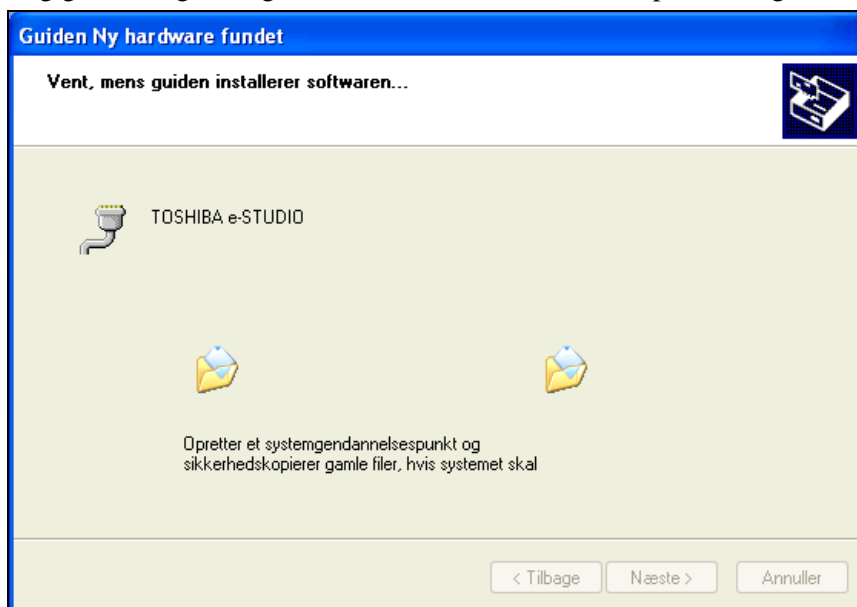 Guiden Ny hardware fundet
Vent, mens guiden installerer softwaren...
TOSHIBA e-STUDIO
Opretter et systemgendannelsespunkt og
sikkerhedskopierer gamle filer, hvis systemet skal
< Tilbage
Næste >
Annuller